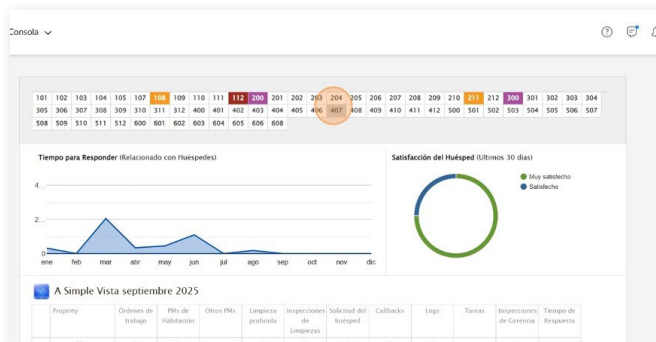 Consola
101 102 103 104 105 107 108 109 110 111 112 200 201 202 203 204 205 206 207 208 209 210 211 212 300 301 302 303 304
305 306 307 308 309 310 311 312 400 401 402 403 404 405 406 407 408 409 410 411 412 500 501 502 503 504 505 506 507
508 509 510 511 512 600 601 602 603 604 605 606 608
Tiempo para Responder (Relacionado con Huéspedes)
Satisfacción del Huésped (Ultimos 30 días)
4...
2...
0
ene feb mar abr may jun jul ago sep oct nov dic
Muy satisfecho
Satisfecho
A Simple Vista septiembre 2025
Property Órdenes de trabajo PMs de Habitación Otros PMs Limpieza profunda Inspecciones de Limpiezas Solicitud del huésped Callbacks Logs Tareas Inspecciones de Gerencia Tiempo de Respuesta